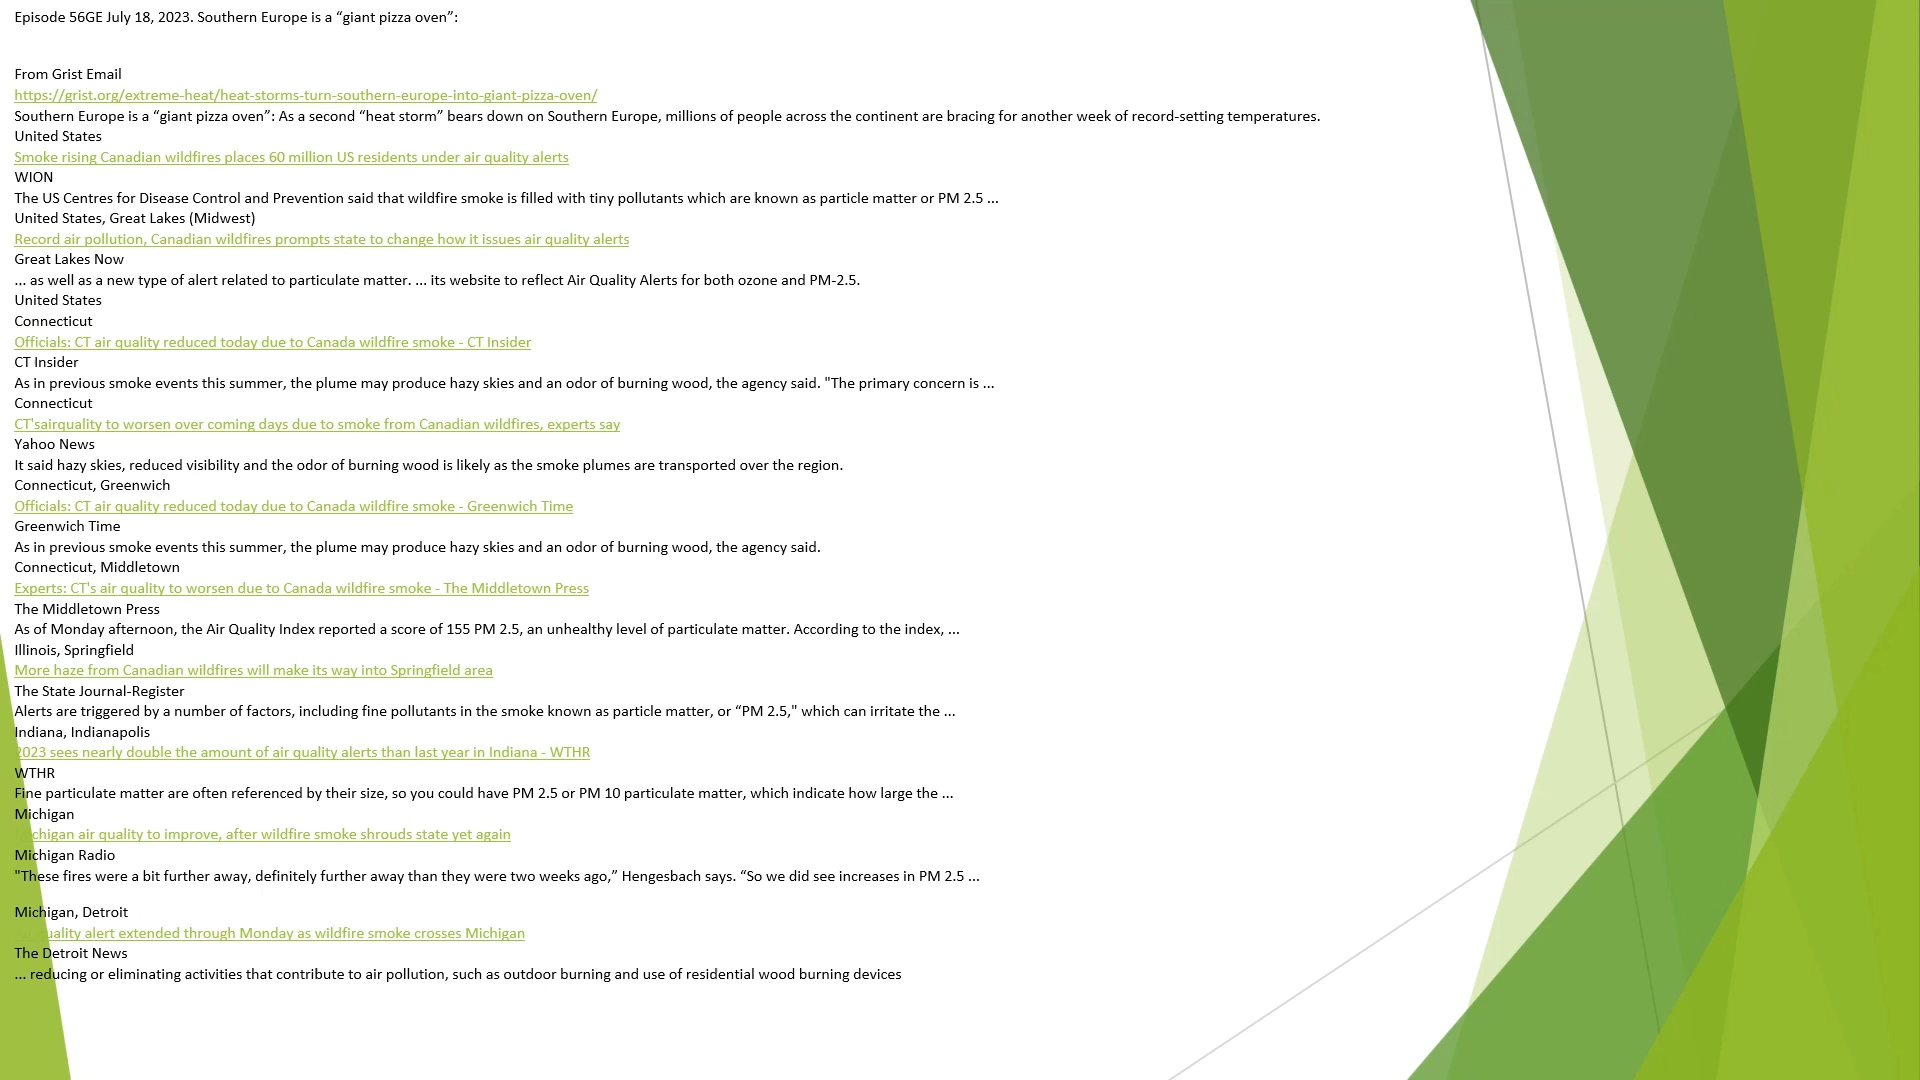 Episode 56GE July 18, 2023. Southern Europe is a “giant pizza oven”:
From Grist Email
https://grist.org/extreme-heat/heat-storms-turn-southern-europe-into-giant-pizza-oven/
Southern Europe is a “giant pizza oven”: As a second “heat storm” bears down on Southern Europe, millions of people across the continent are bracing for another week of record-setting temperatures.
United States
Smoke rising Canadian wildfires places 60 million US residents under air quality alerts
WION
The US Centres for Disease Control and Prevention said that wildfire smoke is filled with tiny pollutants which are known as particle matter or PM 2.5 ...
United States, Great Lakes (Midwest)
Record air pollution, Canadian wildfires prompts state to change how it issues air quality alerts
Great Lakes Now
... as well as a new type of alert related to particulate matter. ... its website to reflect Air Quality Alerts for both ozone and PM-2.5.
United States
Connecticut
Officials: CT air quality reduced today due to Canada wildfire smoke - CT Insider
CT Insider
As in previous smoke events this summer, the plume may produce hazy skies and an odor of burning wood, the agency said. "The primary concern is ...
Connecticut
CT'sairquality to worsen over coming days due to smoke from Canadian wildfires, experts say
Yahoo News
It said hazy skies, reduced visibility and the odor of burning wood is likely as the smoke plumes are transported over the region.
Connecticut, Greenwich
Officials: CT air quality reduced today due to Canada wildfire smoke - Greenwich Time
Greenwich Time
As in previous smoke events this summer, the plume may produce hazy skies and an odor of burning wood, the agency said.
Connecticut, Middletown
Experts: CT's air quality to worsen due to Canada wildfire smoke - The Middletown Press
The Middletown Press
As of Monday afternoon, the Air Quality Index reported a score of 155 PM 2.5, an unhealthy level of particulate matter. According to the index, ...
Illinois, Springfield
More haze from Canadian wildfires will make its way into Springfield area
The State Journal-Register
Alerts are triggered by a number of factors, including fine pollutants in the smoke known as particle matter, or “PM 2.5," which can irritate the ...
Indiana, Indianapolis
2023 sees nearly double the amount of air quality alerts than last year in Indiana - WTHR
WTHR
Fine particulate matter are often referenced by their size, so you could have PM 2.5 or PM 10 particulate matter, which indicate how large the ...
Michigan
Michigan air quality to improve, after wildfire smoke shrouds state yet again
Michigan Radio
"These fires were a bit further away, definitely further away than they were two weeks ago,” Hengesbach says. “So we did see increases in PM 2.5 ...
Michigan, Detroit
quality alert extended through Monday as wildfire smoke crosses Michigan
The Detroit News
... reducing or eliminating activities that contribute to air pollution, such as outdoor burning and use of residential wood burning devices